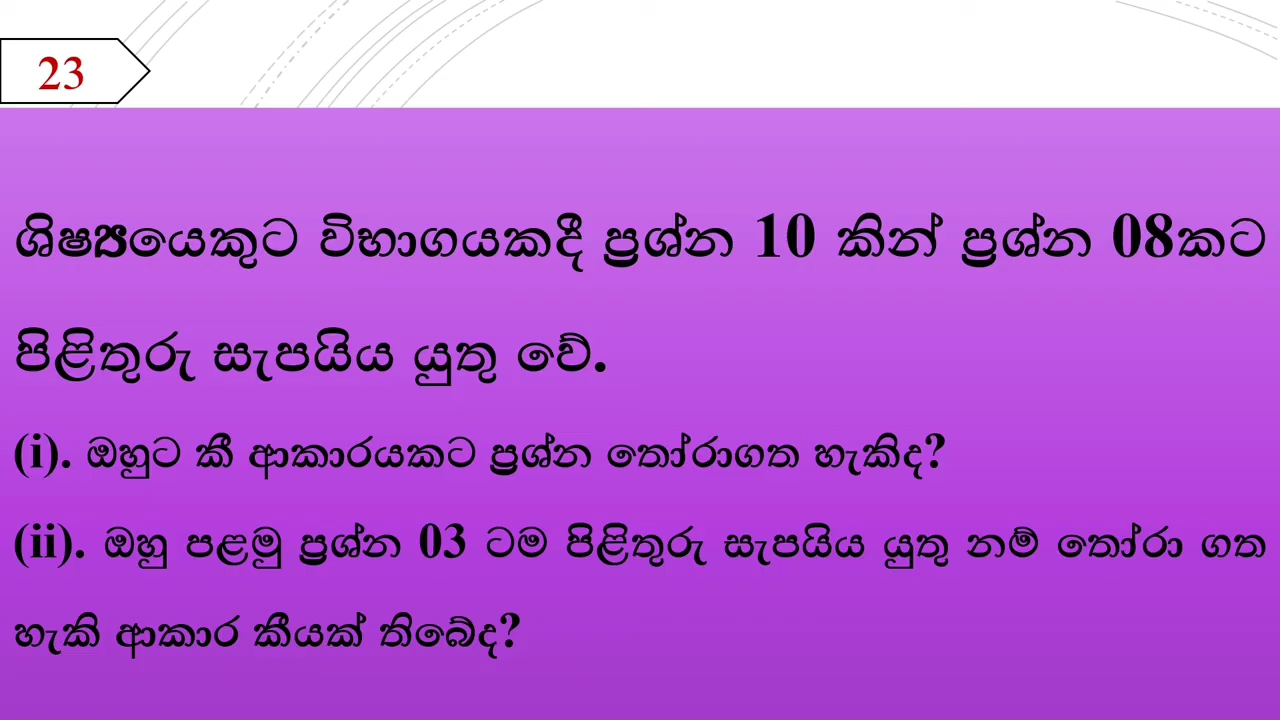 23
ශිෂ්‍යයෙකුට විභාගයකදී ප්‍රශ්න 10 කින් ප්‍රශ්න 08කට
පිළිතුරු සැපයිය යුතු වේ.
(i). ඔහුට කී ආකාරයකට ප්‍රශ්න තෝරාගත හැකිද?
(ii). ඔහු පළමු ප්‍රශ්න 03 ටම පිළිතුරු සැපයිය යුතු නම් තෝරා ගත
හැකි ආකාර කීයක් තිබේද?